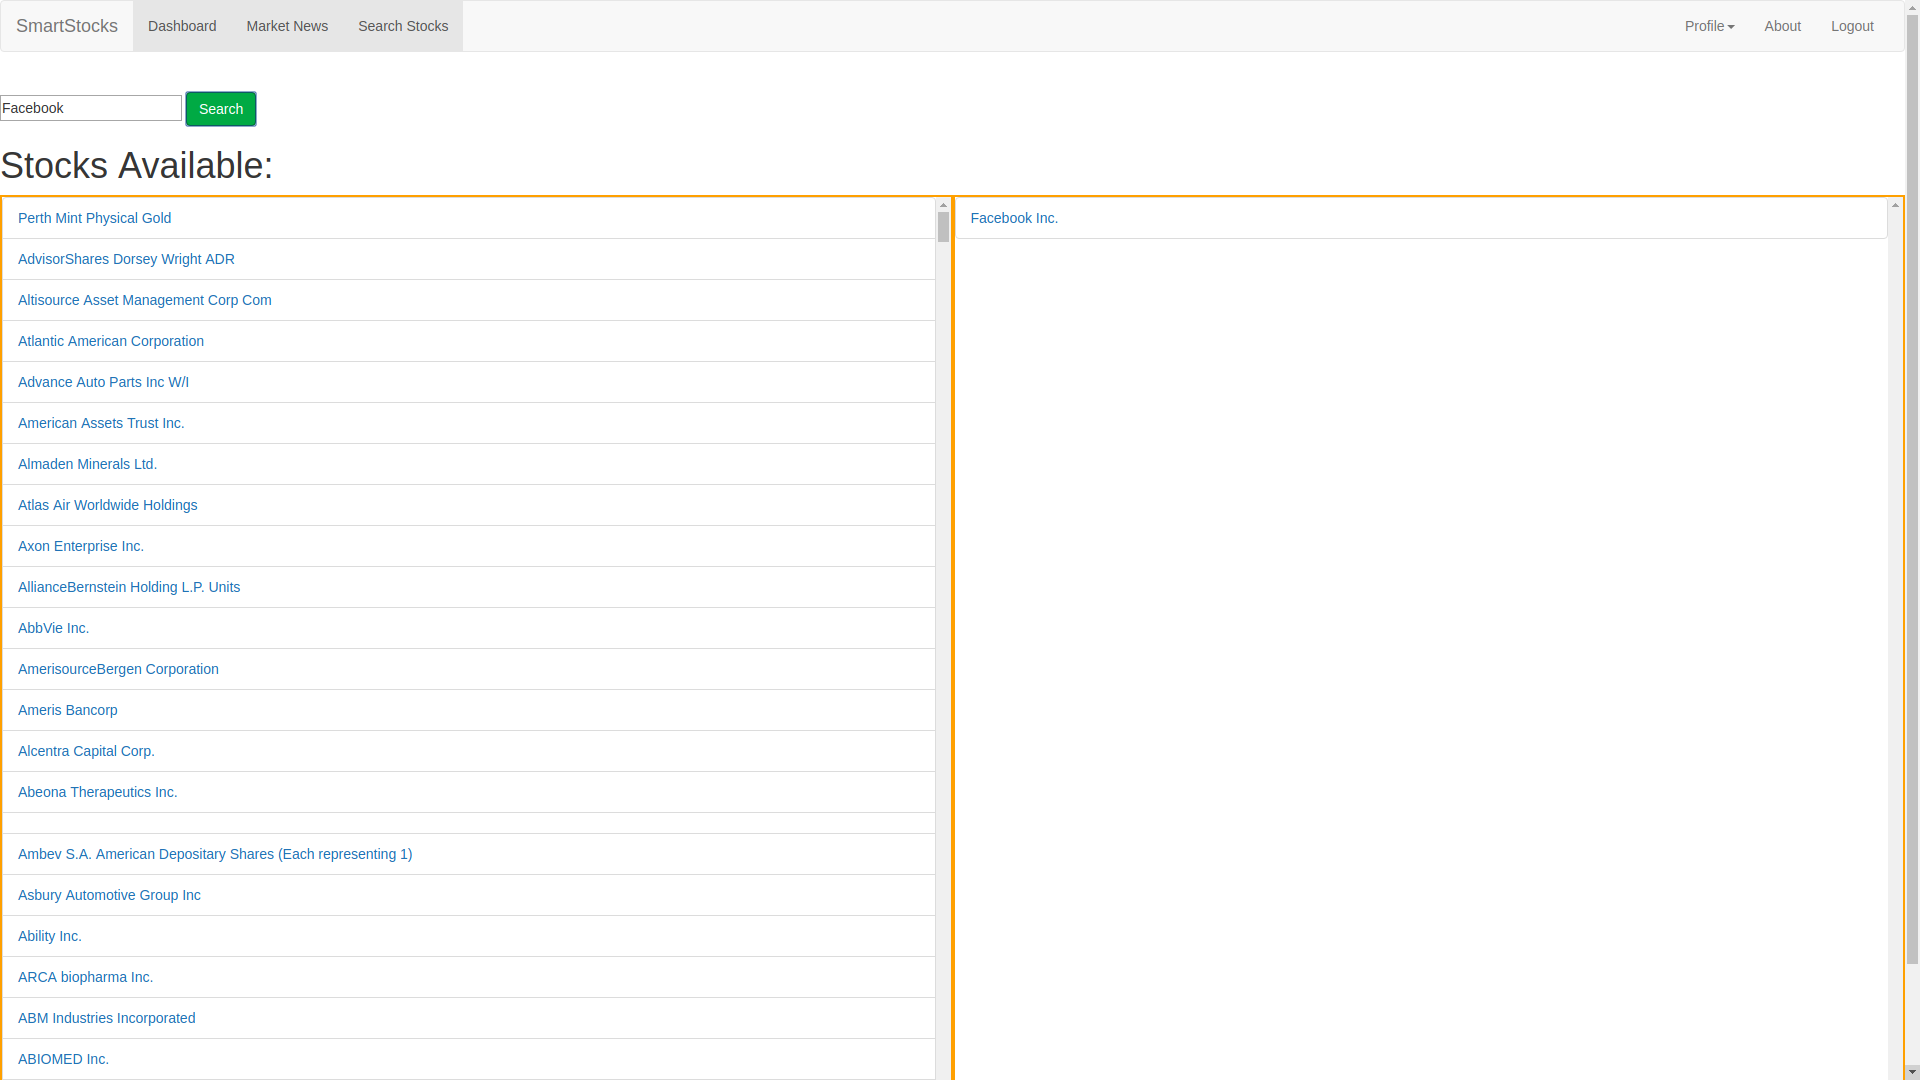 SmartStocks Dashboard Market News Search Stocks Profile About Logout
Facebook Search
Stocks Available:
Perth Mint Physical Gold
AdvisorShares Dorsey Wright ADR
Altisource Asset Management Corp Com
Atlantic American Corporation
Advance Auto Parts Inc W/I
American Assets Trust Inc.
Almaden Minerals Ltd.
Atlas Air Worldwide Holdings
Axon Enterprise Inc.
AllianceBernstein Holding L.P. Units
AbbVie Inc.
AmerisourceBergen Corporation
Ameris Bancorp
Alcentra Capital Corp.
Abeona Therapeutics Inc.
Ambev S.A. American Depositary Shares (Each representing 1)
Asbury Automotive Group Inc
Ability Inc.
ARCA biopharma Inc.
ABM Industries Incorporated
ABIOMED Inc.
Facebook Inc.